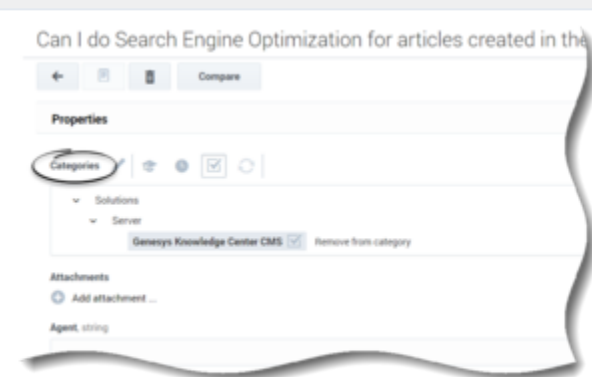 Can I do Search Engine Optimization for articles created in the
Compare
Properties
Categories
Solutions
Server
Genesys Knowledge Center CMS Remove from category
Attachments
Add attachment ...
Agent, string